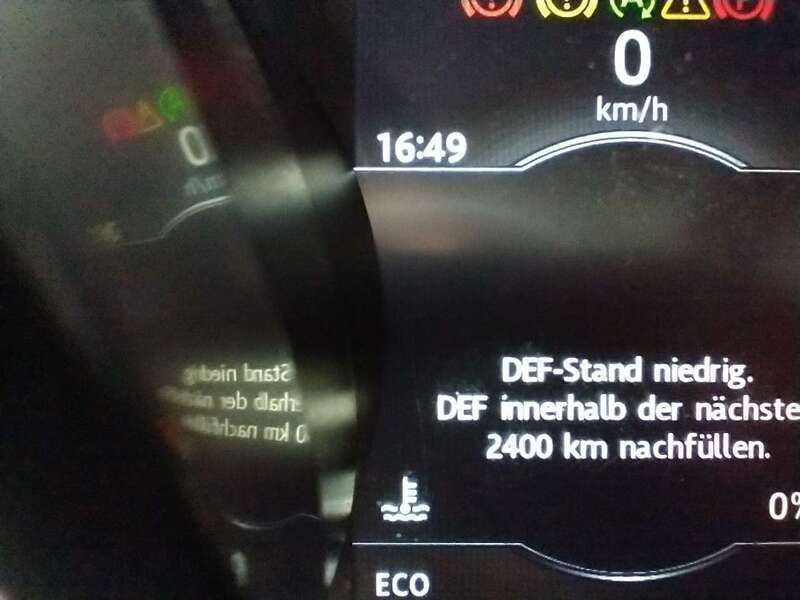 0
km/h
16:49
DEF-Stand niedrig.
DEF innerhalb der nächste
2400 km nachfüllen.
0%
ECO